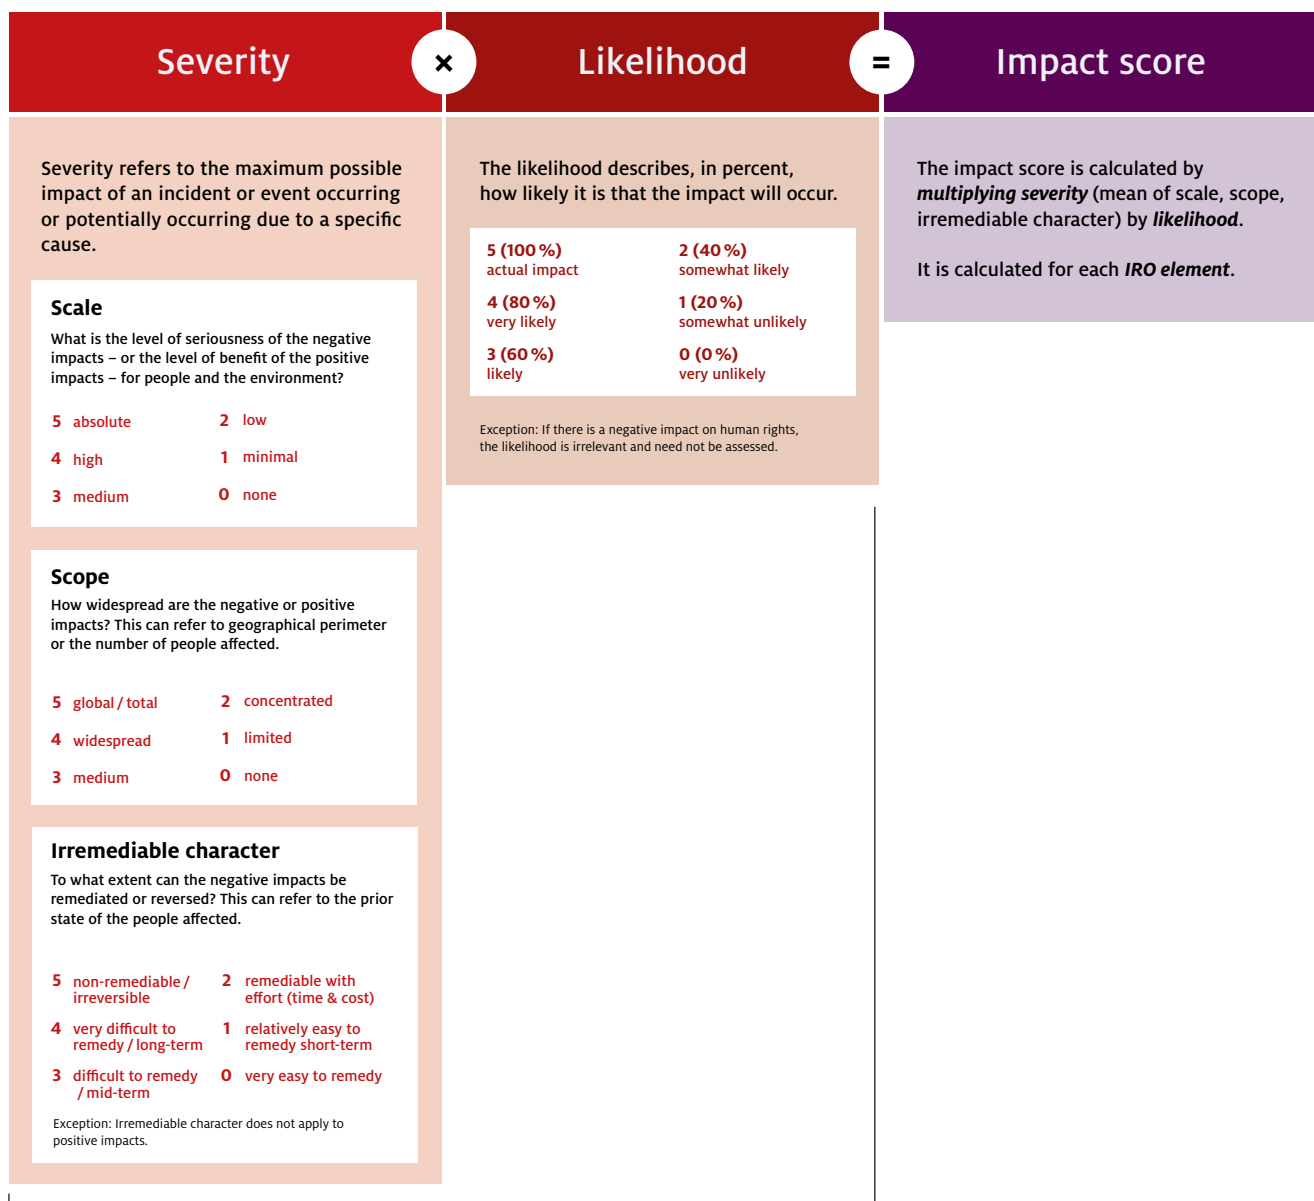 Severity
×
Likelihood
=
Impact score
Severity refers to the maximum possible
impact of an incident or event occurring
or potentially occurring due to a specific
cause.
Scale
What is the level of seriousness of the negative
impacts – or the level of benefit of the positive
impacts – for people and the environment?
5 absolute
2 low
4 high
1 minimal
3 medium
0 none
Scope
How widespread are the negative or positive
impacts? This can refer to geographical perimeter
or the number of people affected.
5 global / total
2 concentrated
4 widespread
1 limited
3 medium
0 none
Irremediable character
To what extent can the negative impacts be
remediated or reversed? This can refer to the prior
state of the people affected.
5 non-remediable /
irreversible
2 remediable with
effort (time & cost)
4 very difficult to
remedy / long-term
1 relatively easy to
remedy short-term
3 difficult to remedy
/ mid-term
0 very easy to remedy
Exception: Irremediable character does not apply to
positive impacts.
The likelihood describes, in percent,
how likely it is that the impact will occur.
5 (100 %)
actual impact
2 (40 %)
somewhat likely
4 (80 %)
very likely
1 (20 %)
somewhat unlikely
3 (60 %)
likely
0 (0 %)
very unlikely
Exception: If there is a negative impact on human rights,
the likelihood is irrelevant and need not be assessed.
The impact score is calculated by
multiplying severity (mean of scale, scope,
irremediable character) by likelihood.
It is calculated for each IRO element.